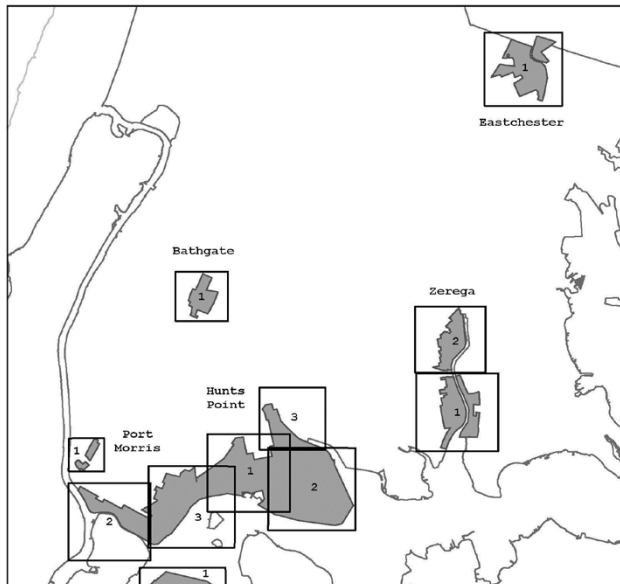 1
Eastchester
Bathgate
1
Zerega
2
Hunts
Point
3
1
Port
Morris
1
1
2
2
3
1